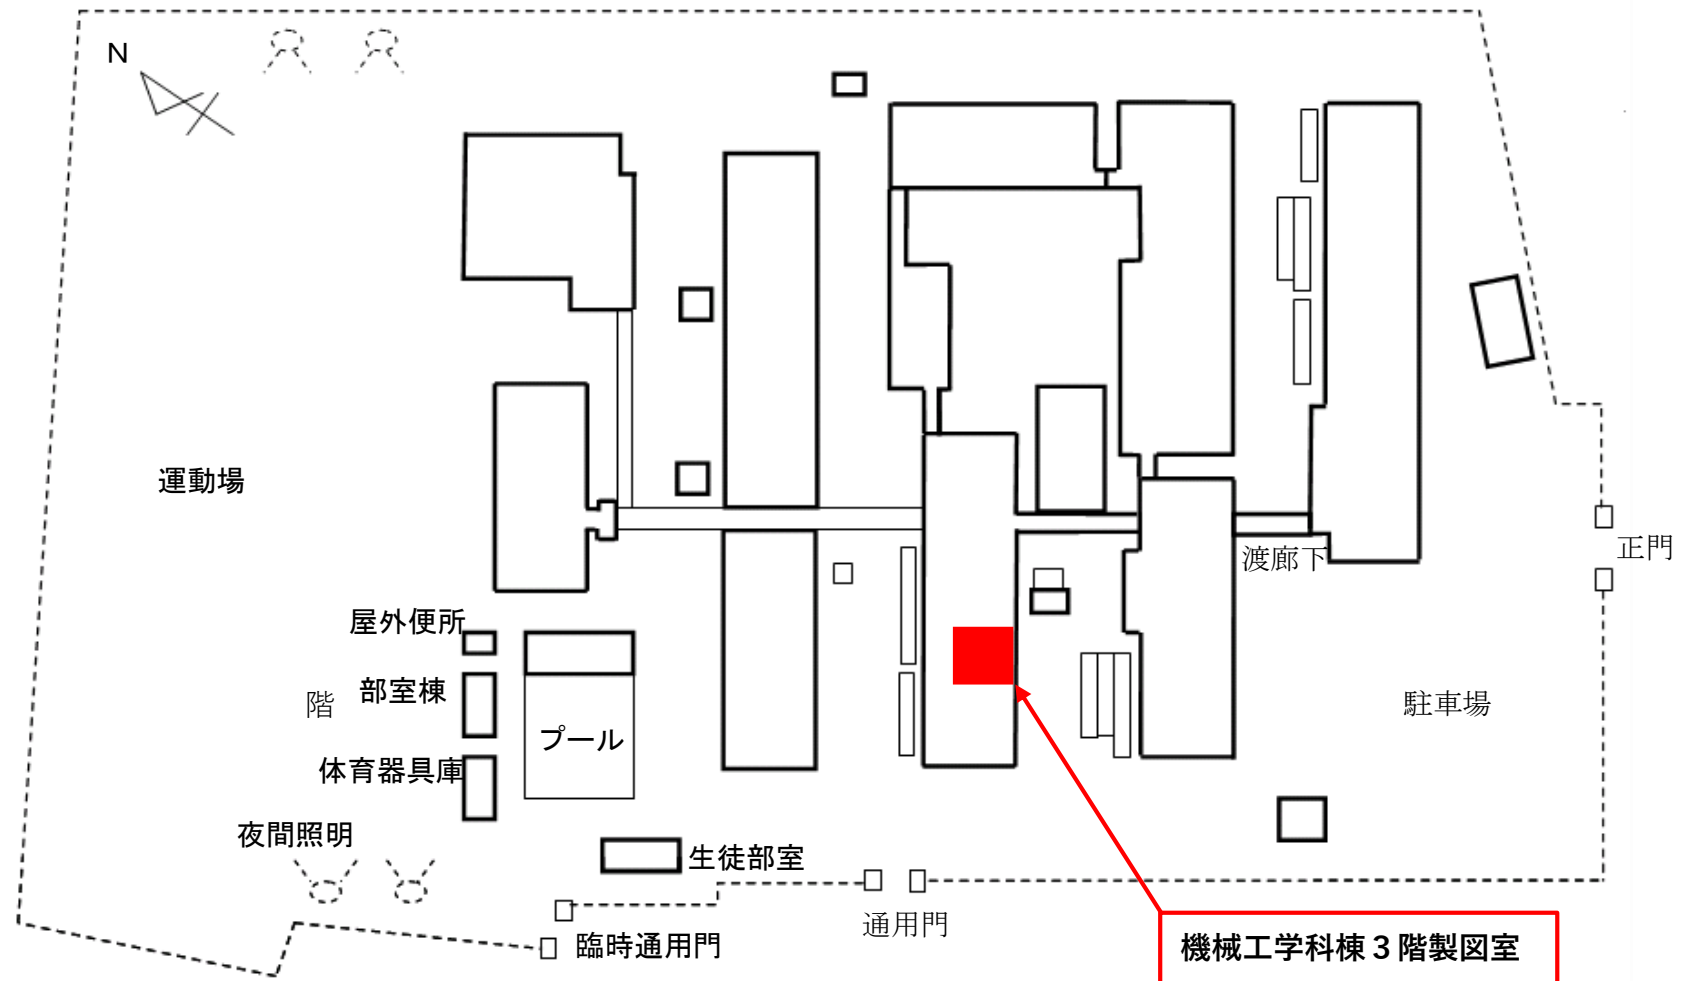 N
運動場
渡廊下
正門
屋外便所
階
部室棟
駐車場
プール
体育器具庫
夜間照明
生徒部室
通用門
臨時通用門
機械工学科棟３階製図室